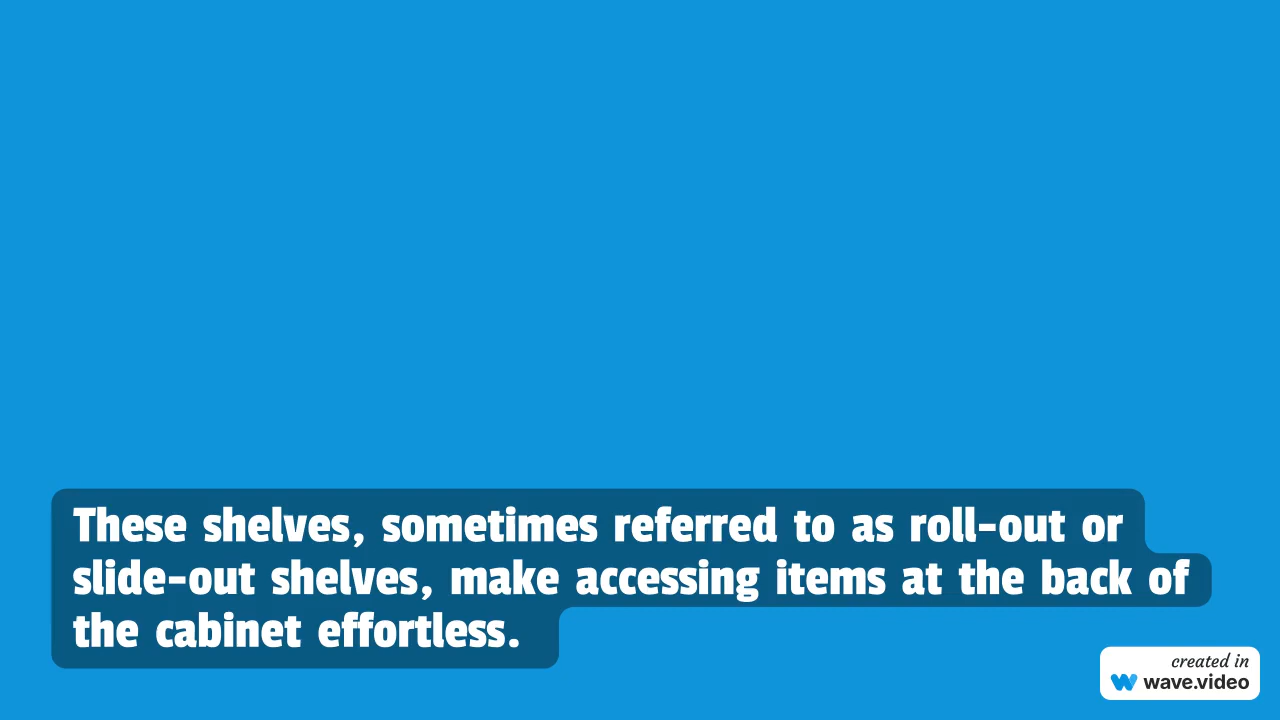 These shelves, sometimes referred to as roll-out or
slide-out shelves, make accessing items at the back of
the cabinet effortless.
created in
wave.video